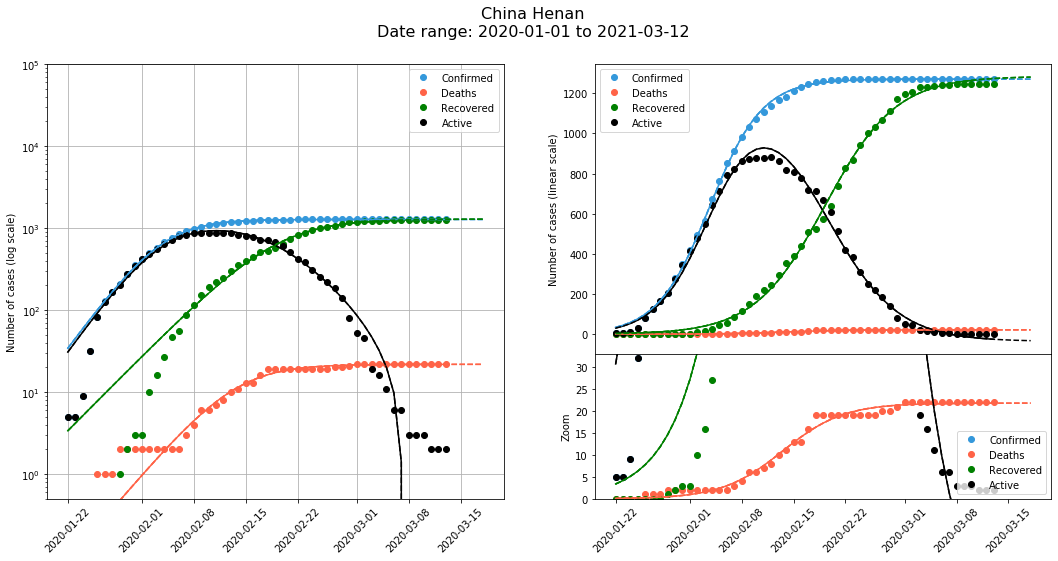 China Henan
Date range: 2020-01-01 to 2021-03-12
Number of cases (log scale)
10⁵
10⁴
10³
10²
10¹
10⁰
Confirmed
Deaths
Recovered
Active
2020-01-22
2020-02-01
2020-02-08
2020-02-15
2020-02-22
2020-03-01
2020-03-08
2020-03-15
Number of cases (linear scale)
1200
1000
800
600
400
200
0
Confirmed
Deaths
Recovered
Active
Zoom
30
25
20
15
10
5
0
Confirmed
Deaths
Recovered
Active
2020-01-22
2020-02-01
2020-02-08
2020-02-15
2020-02-22
2020-03-01
2020-03-08
2020-03-15